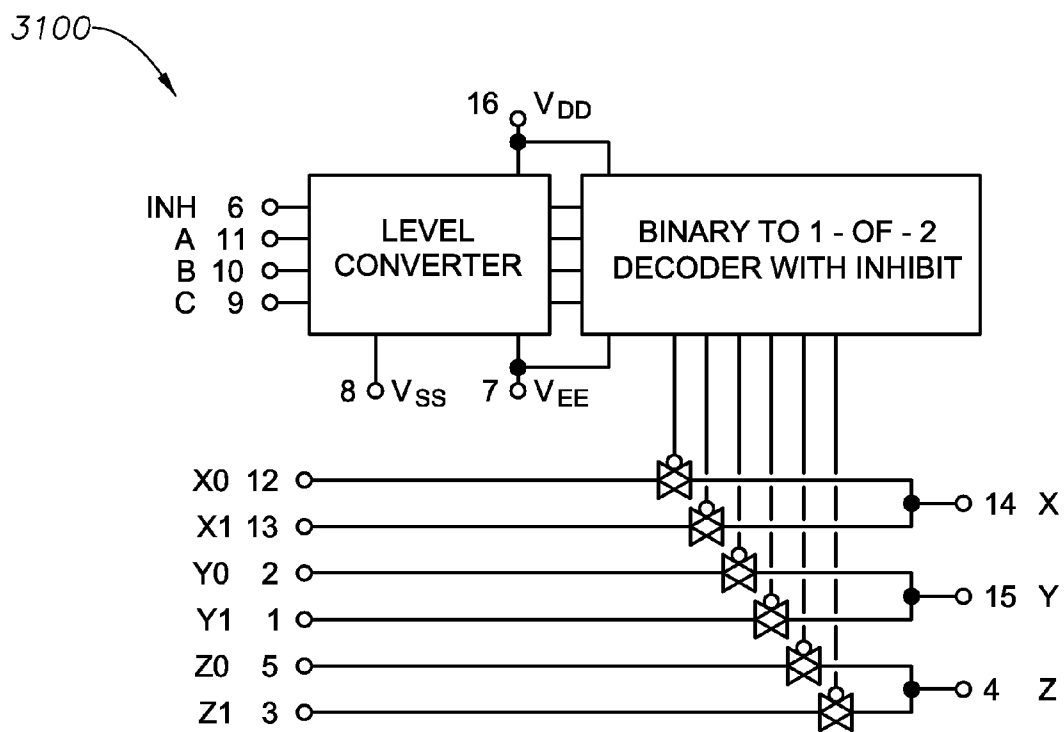 3100
16 VDD
INH 6
A 11
B 10
C 9
LEVEL
CONVERTER
BINARY TO 1 - OF - 2
DECODER WITH INHIBIT
8 VSS
7 VEE
X0 12
X1 13
14 X
Y0 2
Y1 1
15 Y
Z0 5
Z1 3
4 Z